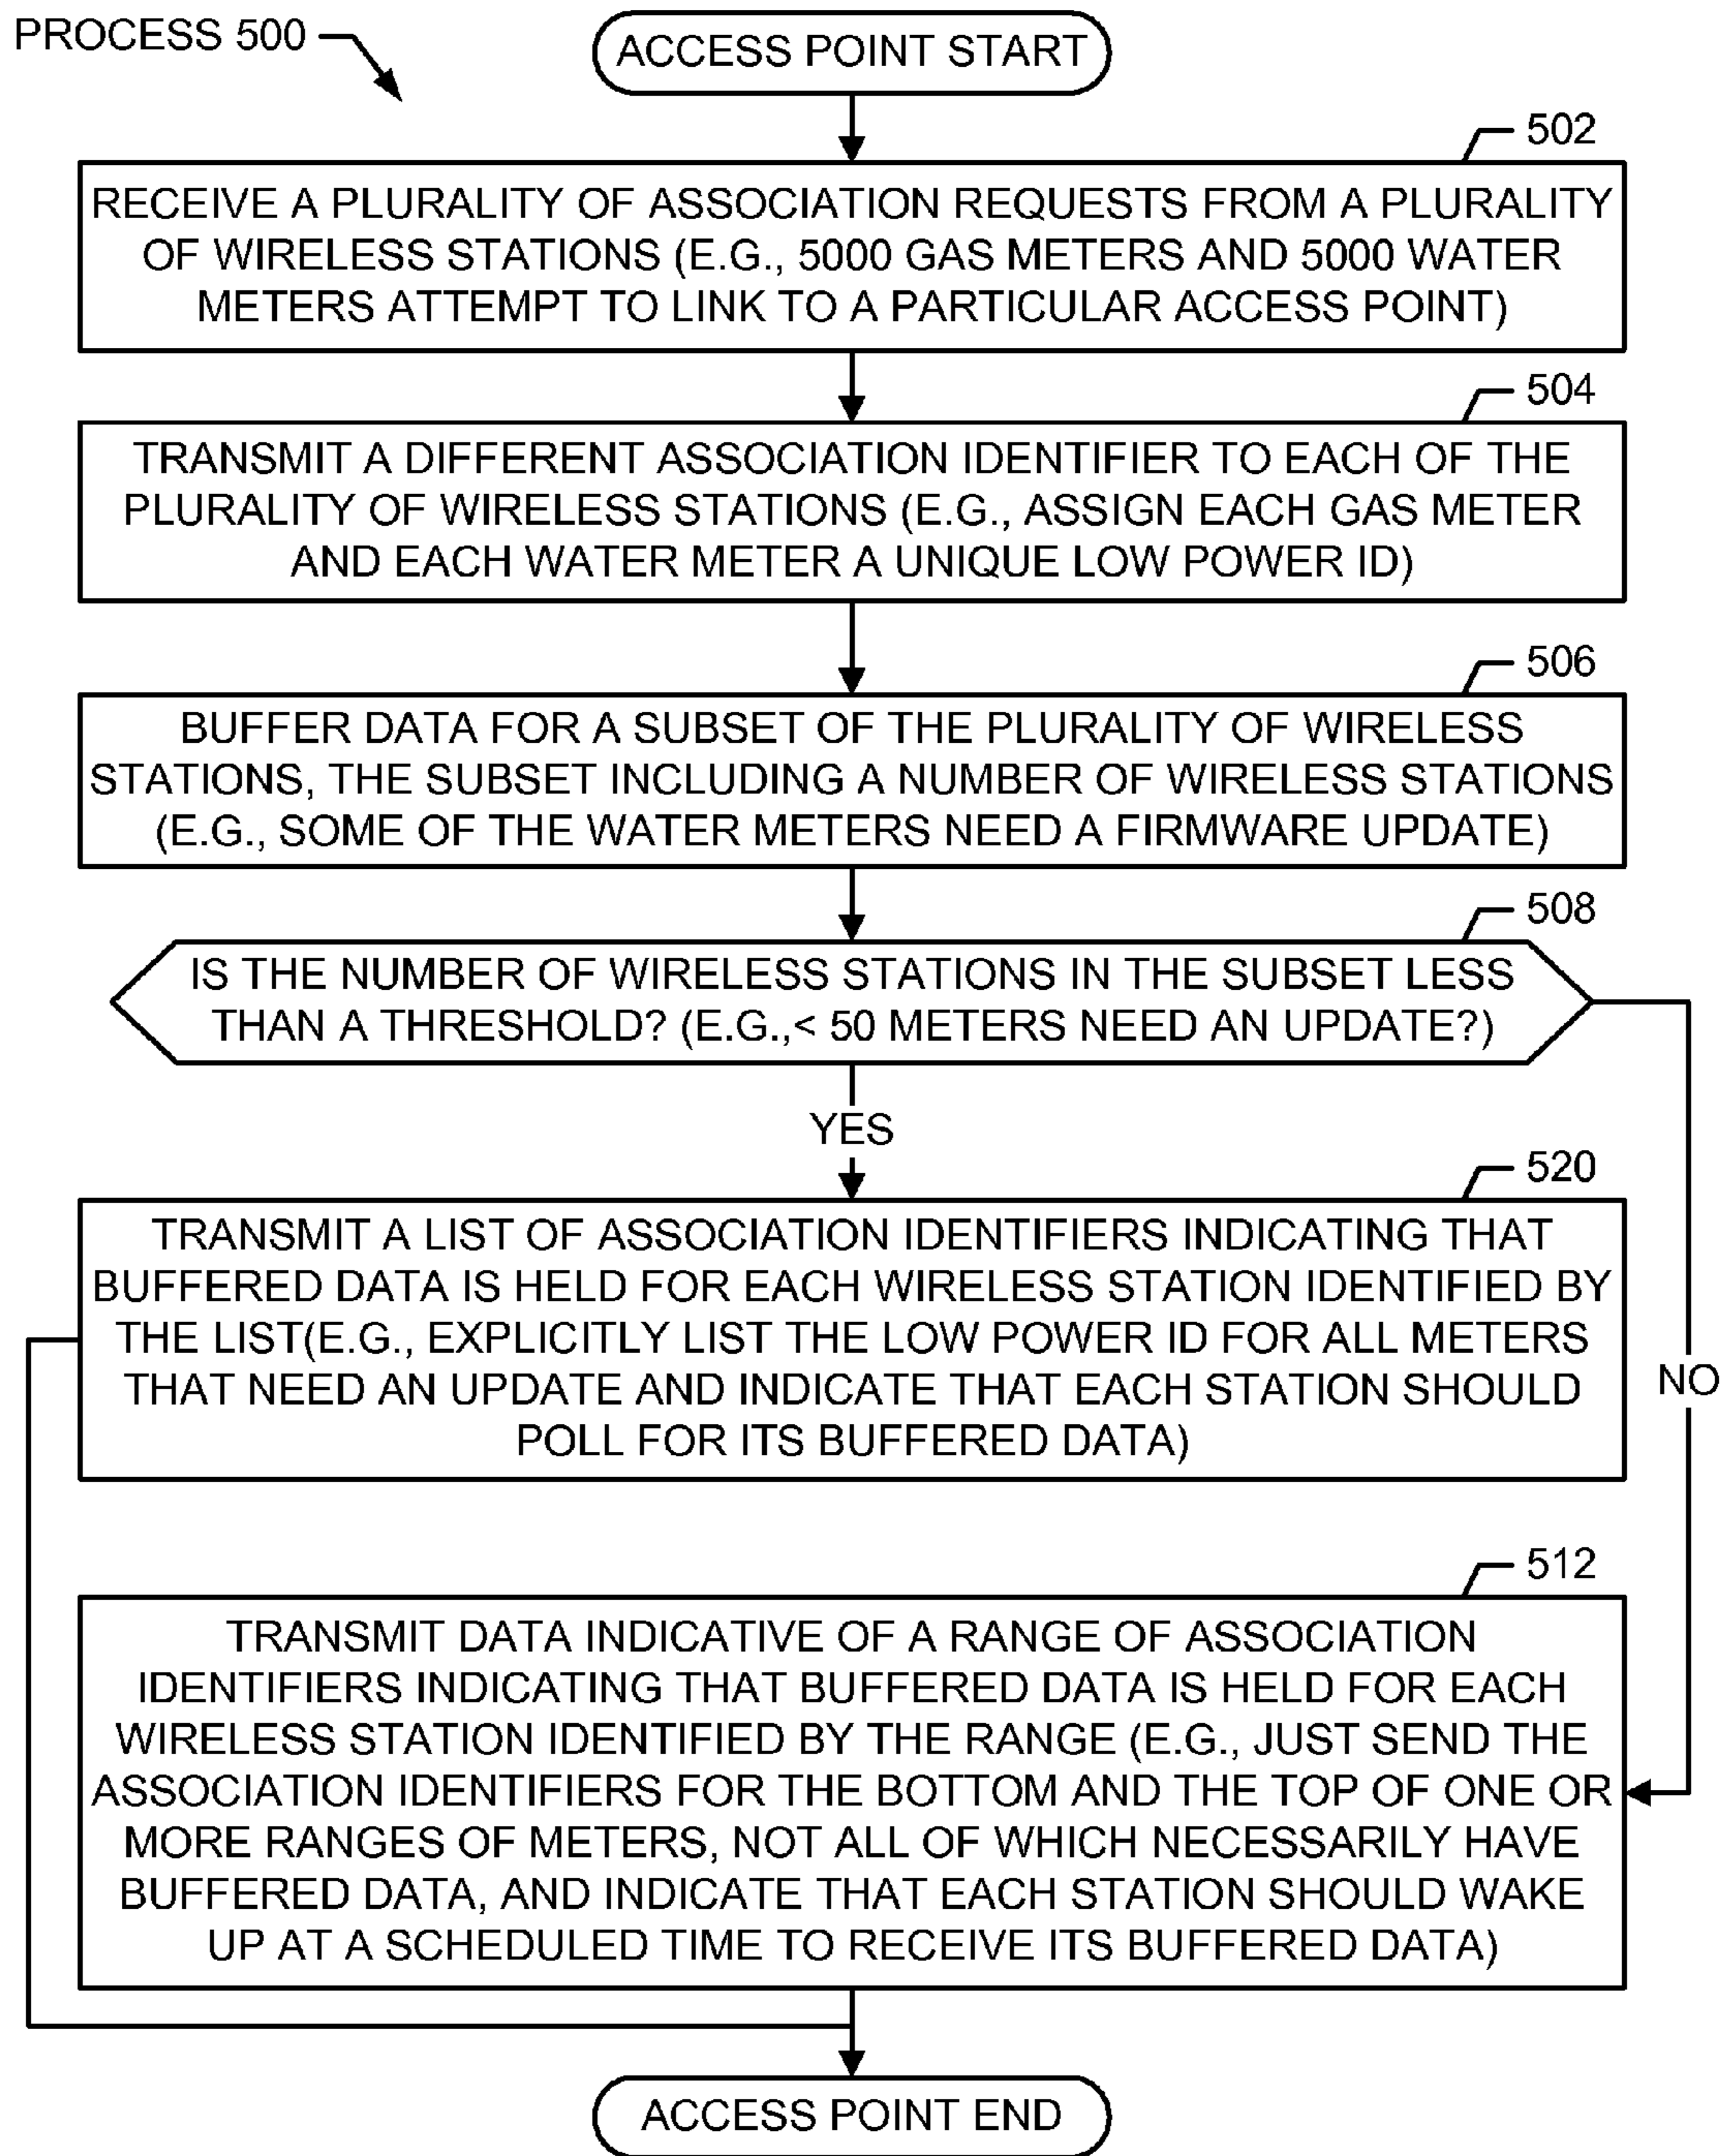 PROCESS 500
ACCESS POINT START
502
RECEIVE A PLURALITY OF ASSOCIATION REQUESTS FROM A PLURALITY
OF WIRELESS STATIONS (E.G., 5000 GAS METERS AND 5000 WATER
METERS ATTEMPT TO LINK TO A PARTICULAR ACCESS POINT)
504
TRANSMIT A DIFFERENT ASSOCIATION IDENTIFIER TO EACH OF THE
PLURALITY OF WIRELESS STATIONS (E.G., ASSIGN EACH GAS METER
AND EACH WATER METER A UNIQUE LOW POWER ID)
506
BUFFER DATA FOR A SUBSET OF THE PLURALITY OF WIRELESS
STATIONS, THE SUBSET INCLUDING A NUMBER OF WIRELESS STATIONS
(E.G., SOME OF THE WATER METERS NEED A FIRMWARE UPDATE)
508
IS THE NUMBER OF WIRELESS STATIONS IN THE SUBSET LESS
THAN A THRESHOLD? (E.G.,< 50 METERS NEED AN UPDATE?)
YES
520
TRANSMIT A LIST OF ASSOCIATION IDENTIFIERS INDICATING THAT
BUFFERED DATA IS HELD FOR EACH WIRELESS STATION IDENTIFIED BY
THE LIST(E.G., EXPLICITLY LIST THE LOW POWER ID FOR ALL METERS
THAT NEED AN UPDATE AND INDICATE THAT EACH STATION SHOULD
POLL FOR ITS BUFFERED DATA)
NO
512
TRANSMIT DATA INDICATIVE OF A RANGE OF ASSOCIATION
IDENTIFIERS INDICATING THAT BUFFERED DATA IS HELD FOR EACH
WIRELESS STATION IDENTIFIED BY THE RANGE (E.G., JUST SEND THE
ASSOCIATION IDENTIFIERS FOR THE BOTTOM AND THE TOP OF ONE OR
MORE RANGES OF METERS, NOT ALL OF WHICH NECESSARILY HAVE
BUFFERED DATA, AND INDICATE THAT EACH STATION SHOULD WAKE
UP AT A SCHEDULED TIME TO RECEIVE ITS BUFFERED DATA)
ACCESS POINT END